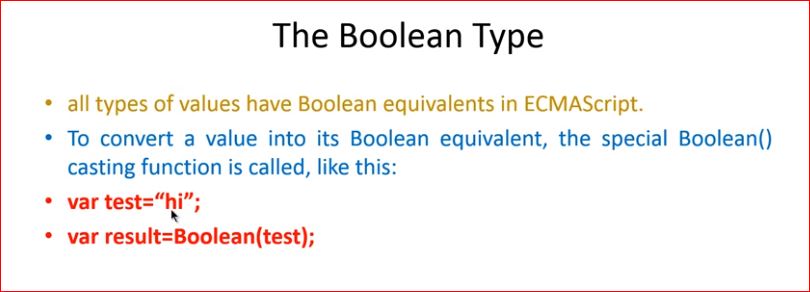 The Boolean Type
• all types of values have Boolean equivalents in ECMAScript.
• To convert a value into its Boolean equivalent, the special Boolean()
casting function is called, like this:
• var test=“hi”;
• var result=Boolean(test);